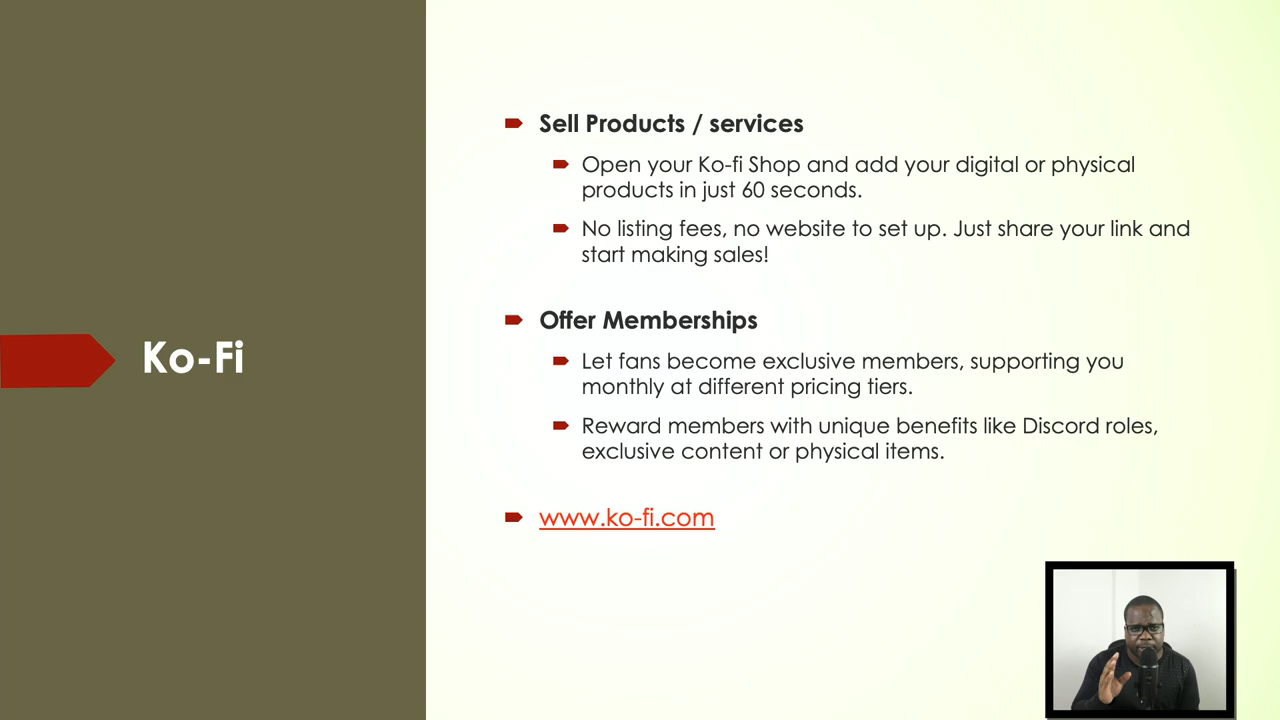 Ko-Fi
Sell Products / services
Open your Ko-fi Shop and add your digital or physical
products in just 60 seconds.
No listing fees, no website to set up. Just share your link and
start making sales!
Offer Memberships
Let fans become exclusive members, supporting you
monthly at different pricing tiers.
Reward members with unique benefits like Discord roles,
exclusive content or physical items.
www.ko-fi.com